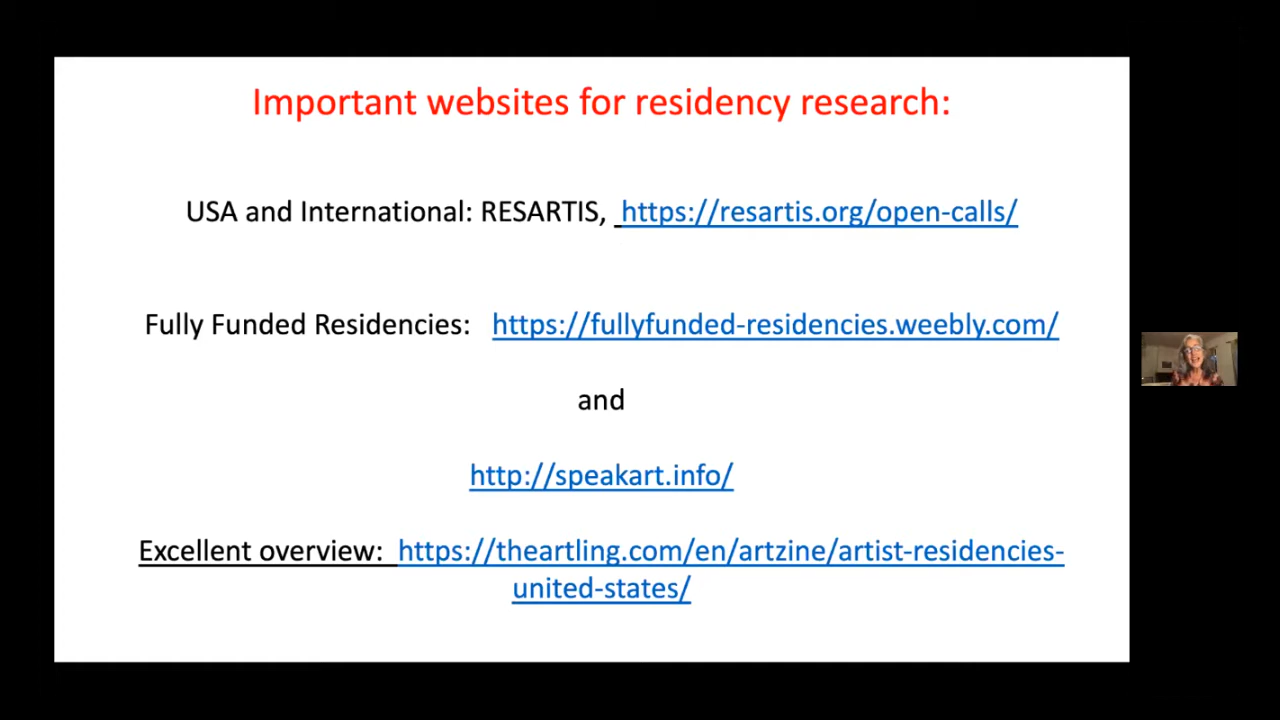 Important websites for residency research:
USA and International: RESARTIS, https://resartis.org/open-calls/
Fully Funded Residencies: https://fullyfunded-residencies.weebly.com/
and
http://speakart.info/
Excellent overview: https://theartling.com/en/artzine/artist-residencies-
united-states/